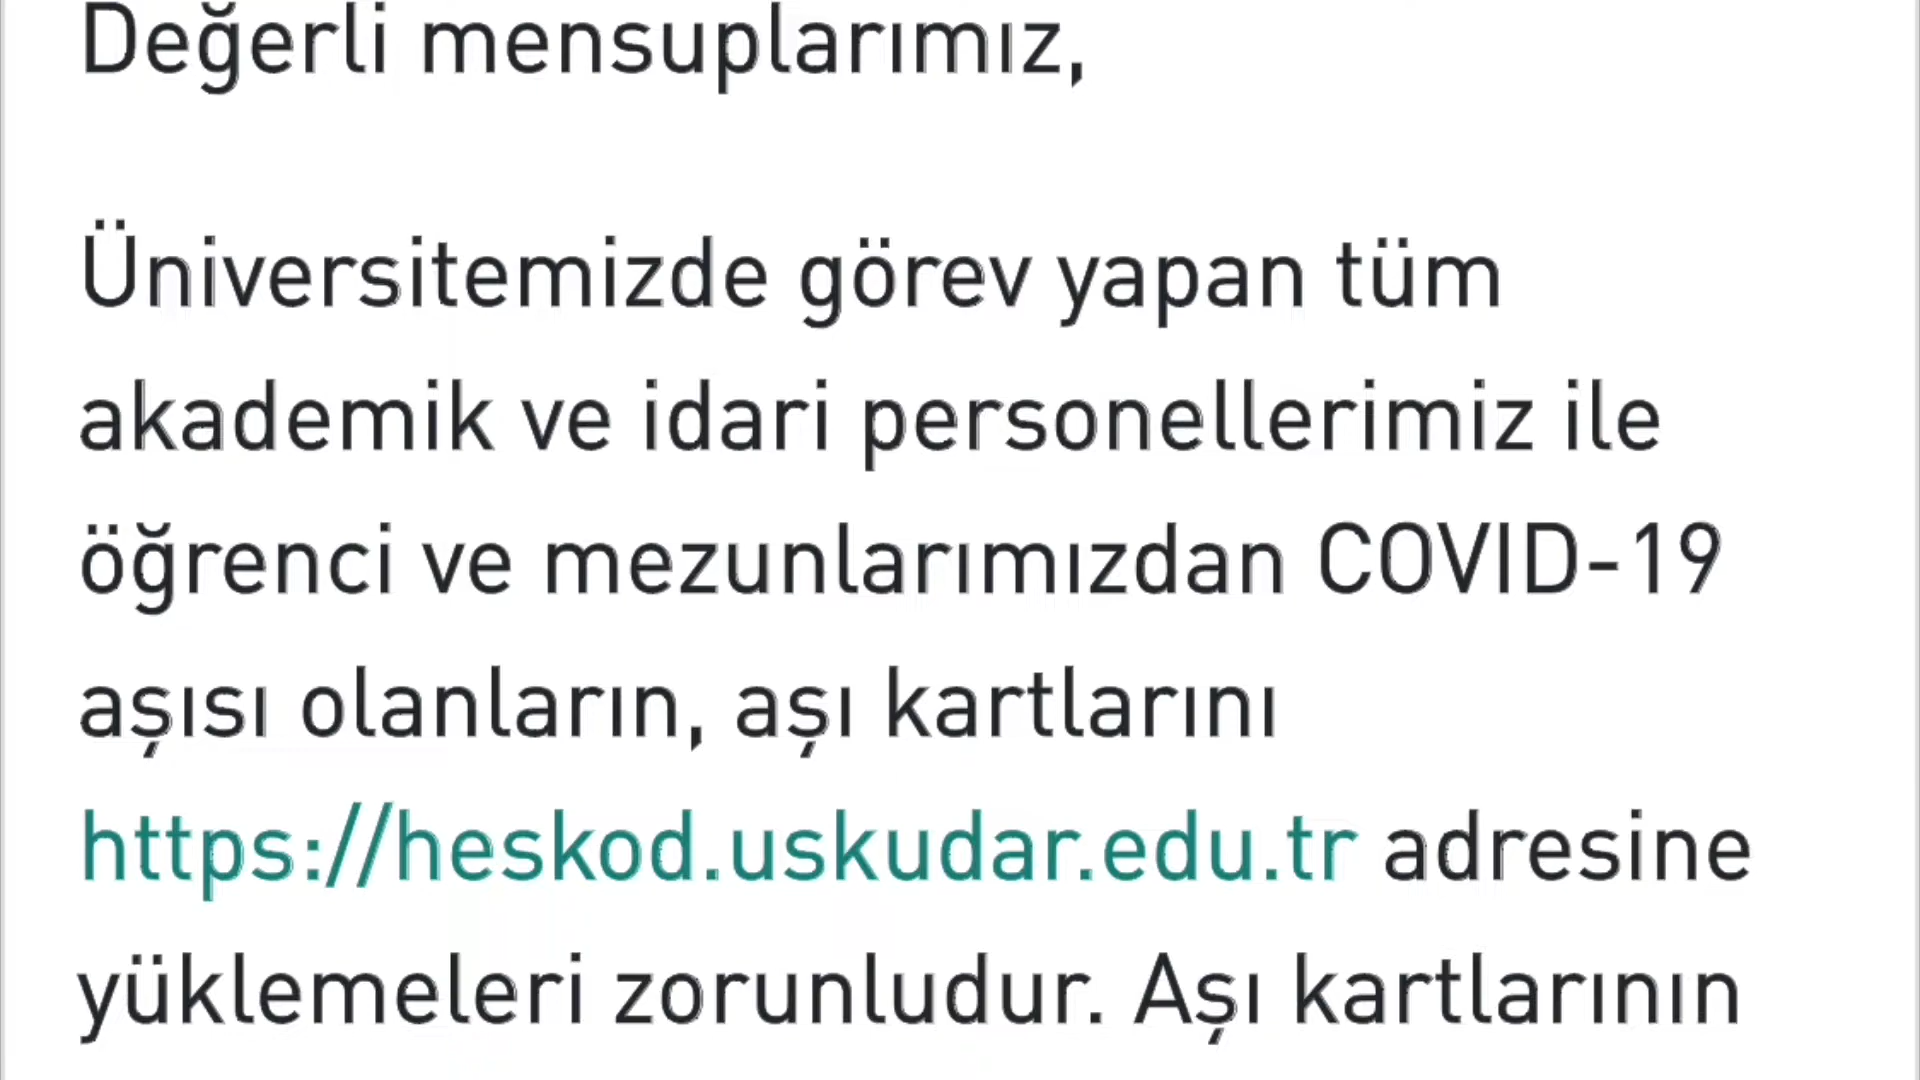 Değerli mensuplarımız,
Üniversitemizde görev yapan tüm
akademik ve idari personellerimiz ile
öğrenci ve mezunlarımızdan COVID-19
aşısı olanların, aşı kartlarını
https://heskod.uskudar.edu.tr adresine
yüklemeleri zorunludur. Aşı kartlarının